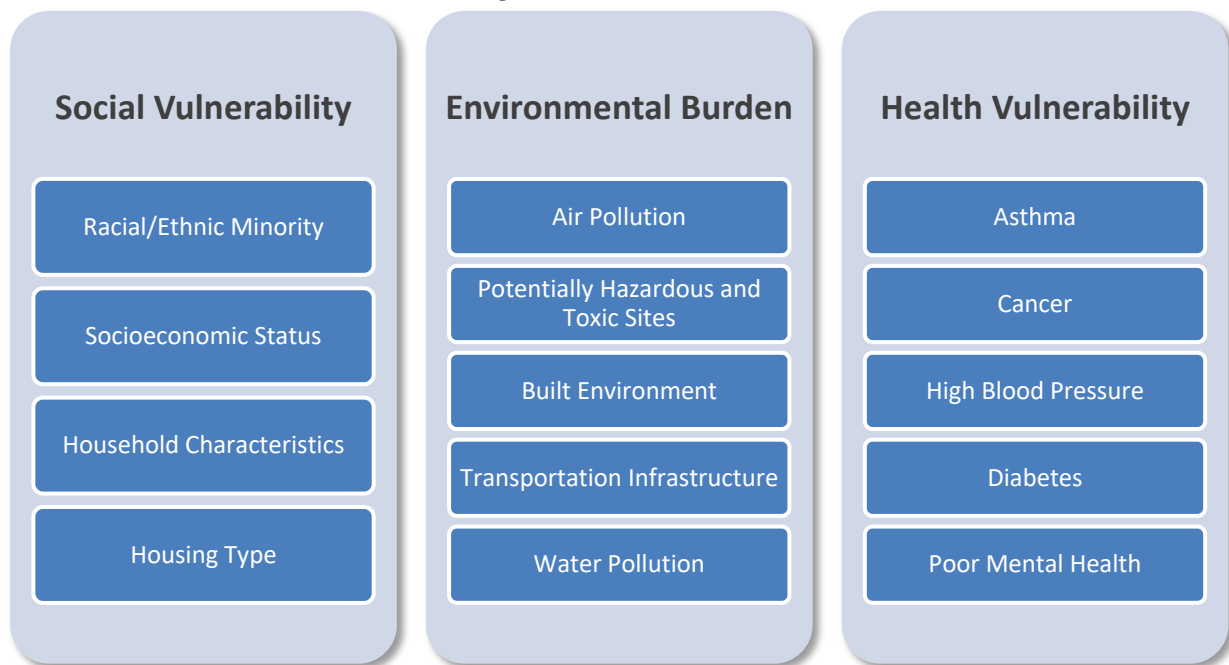 Social Vulnerability
Racial/Ethnic Minority
Socioeconomic Status
Household Characteristics
Housing Type
Environmental Burden
Air Pollution
Potentially Hazardous and
Toxic Sites
Built Environment
Transportation Infrastructure
Water Pollution
Health Vulnerability
Asthma
Cancer
High Blood Pressure
Diabetes
Poor Mental Health